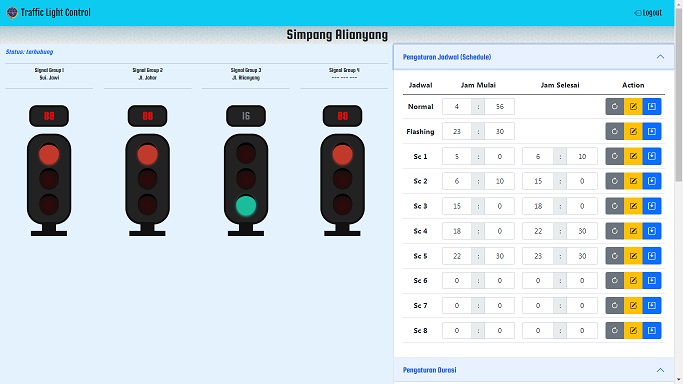 Traffic Light Control
Logout
Simpang Alianyang
Status: terhubung
Signal Group 1
Sui. Jawi
Signal Group 2
Jl. Johar
Signal Group 3
Jl. Alianyang
Signal Group 4
--- --- ---
88
88
16
88
Pengaturan Jadwal (Schedule)
Jadwal Jam Mulai Jam Selesai Action
Normal 4 : 56
Flashing 23 : 30
Sc 1 5 : 0 6 : 10
Sc 2 6 : 10 15 : 0
Sc 3 15 : 0 18 : 0
Sc 4 18 : 0 22 : 30
Sc 5 22 : 30 23 : 30
Sc 6 0 : 0 0 : 0
Sc 7 0 : 0 0 : 0
Sc 8 0 : 0 0 : 0
Pengaturan Durasi